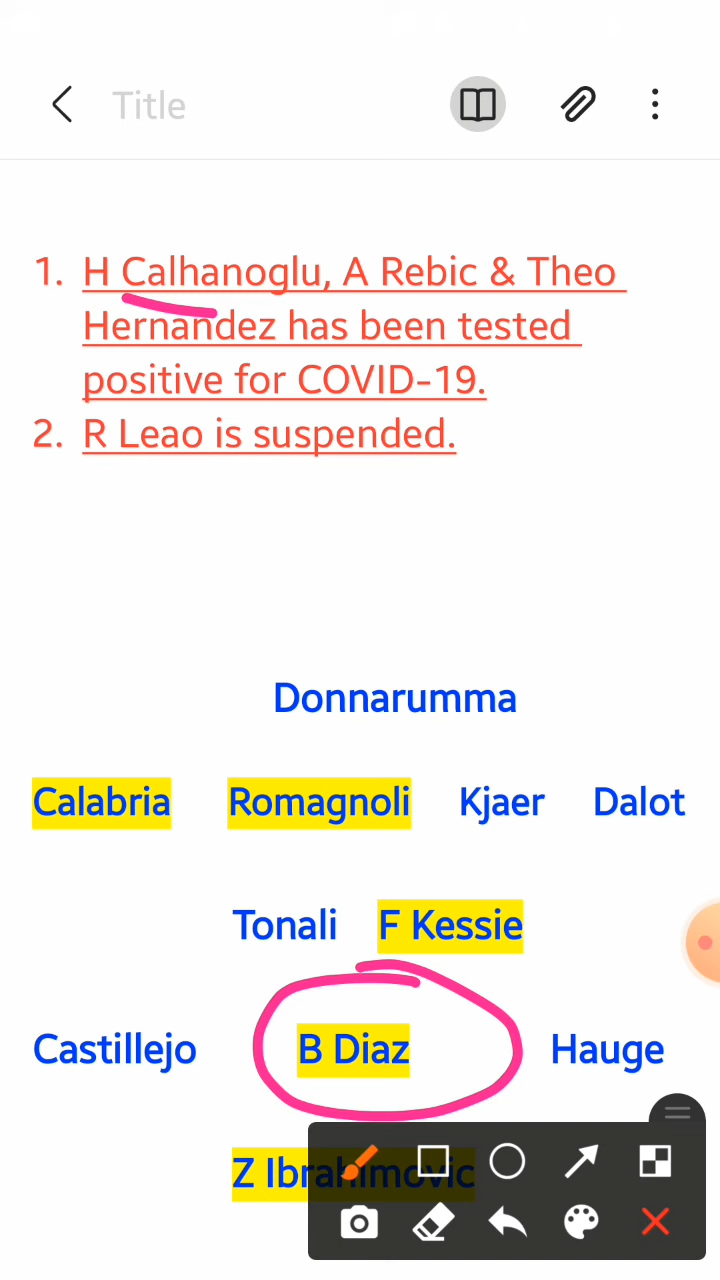 Title
1. H Calhanoglu, A Rebic & Theo
Hernandez has been tested
positive for COVID-19.
2. R Leao is suspended.
Donnarumma
Calabria Romagnoli Kjaer Dalot
Tonali F Kessie
Castillejo B Diaz Hauge
Z Ibrahimovic